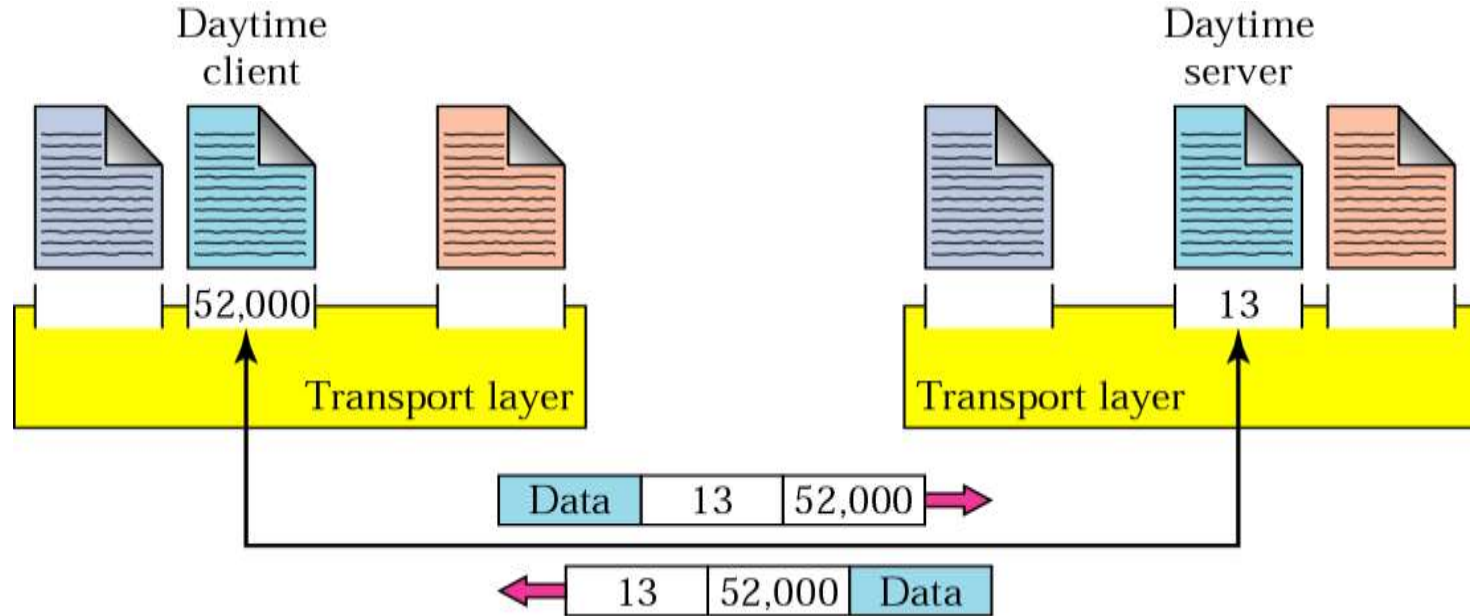 Daytime
client
Daytime
server
52,000
13
Transport layer
Transport layer
Data 13 52,000
13 52,000 Data